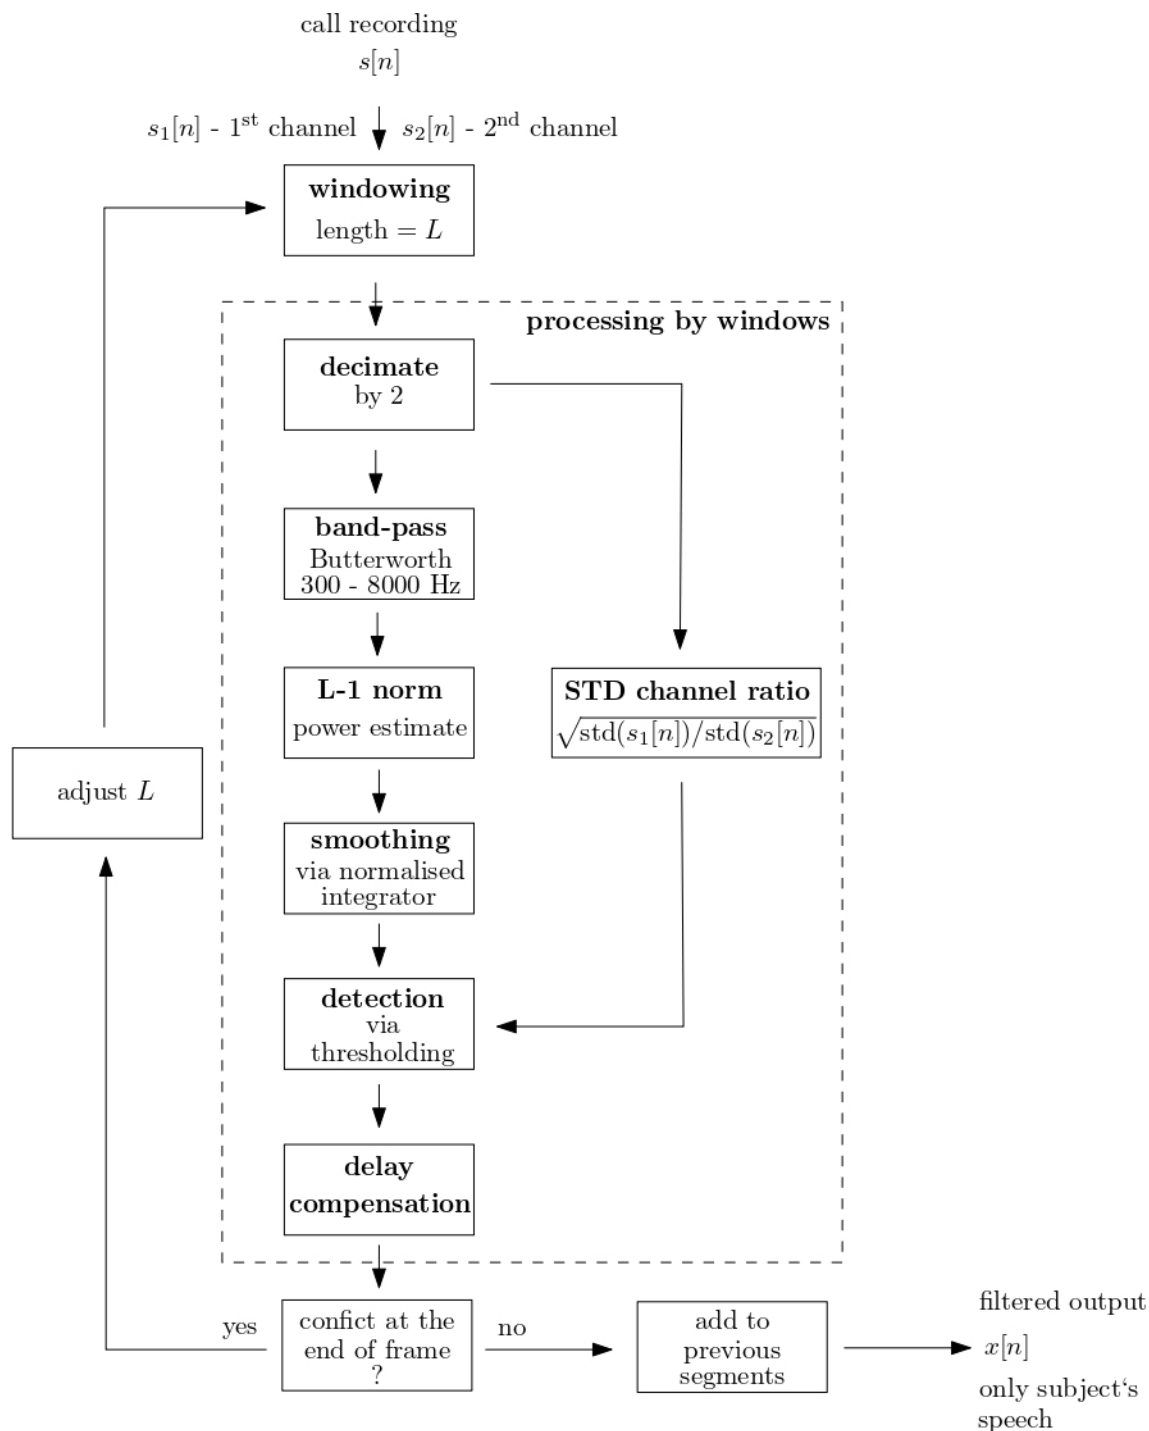 call recording
s[n]
s₁[n] - 1ˢᵗ channel
s₂[n] - 2ⁿᵈ channel
windowing
length = L
processing by windows
decimate
by 2
band-pass
Butterworth
300 - 8000 Hz
L-1 norm
power estimate
STD channel ratio
√std(s₁[n])/std(s₂[n])
adjust L
smoothing
via normalised
integrator
detection
via
thresholding
delay
compensation
yes
confict at the
end of frame
?
no
add to
previous
segments
filtered output
x[n]
only subject‘s
speech